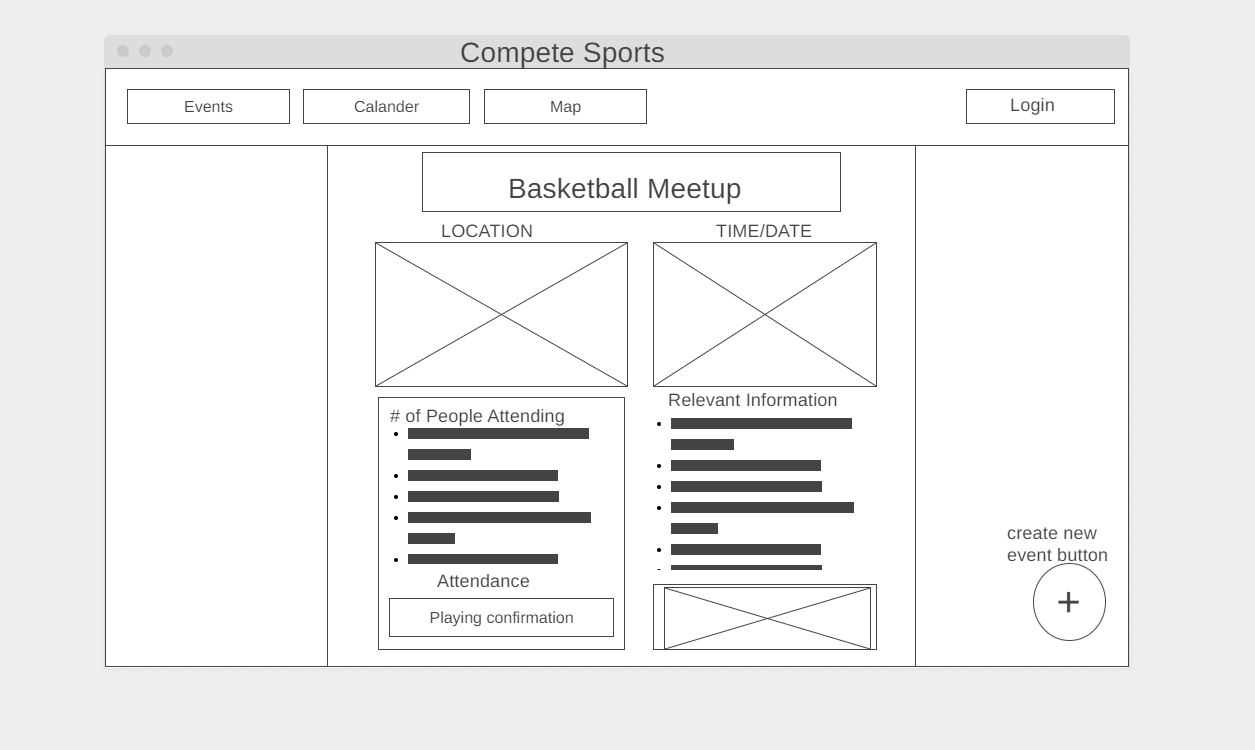 Compete Sports
Events
Calander
Map
Login
Basketball Meetup
LOCATION
TIME/DATE
# of People Attending
Relevant Information
Attendance
Playing confirmation
create new
event button
+